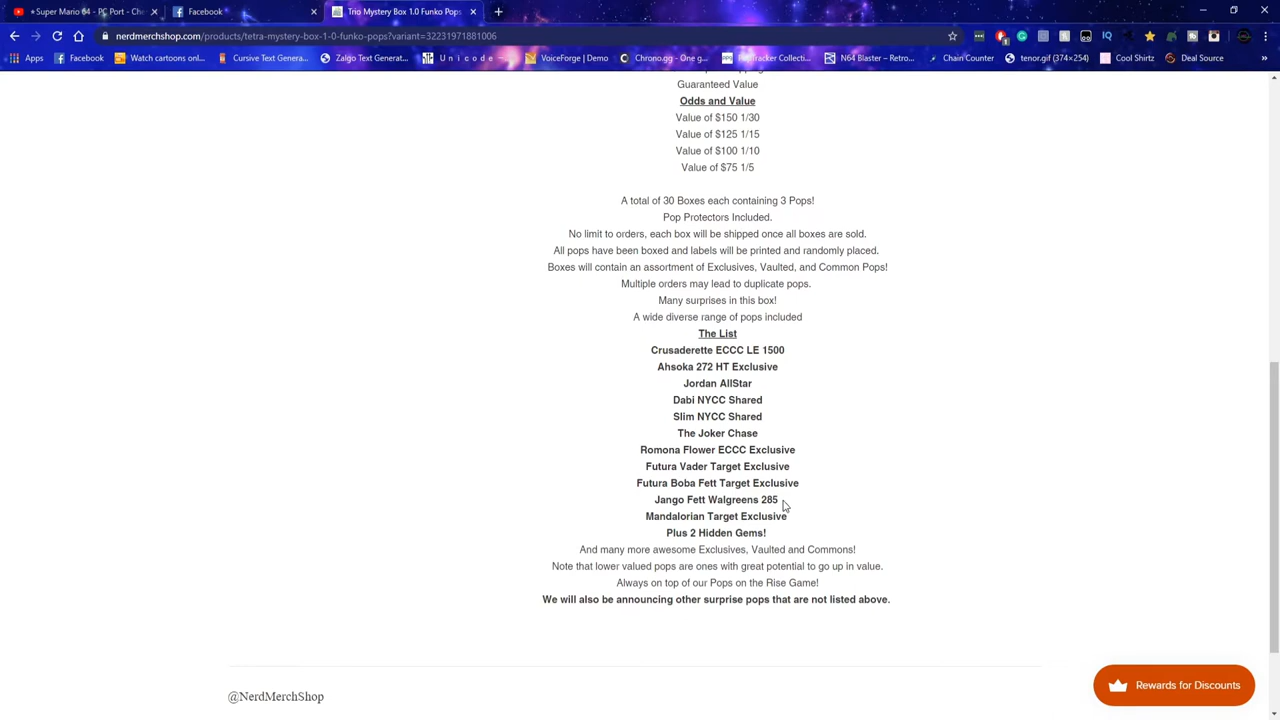 *Super Mario 64 - PC Port - Che
Facebook
Trio Mystery Box 1.0 Funko Pops
nerdmerchshop.com/products/tetra-mystery-box-1-0-funko-pops?variant=32231971881006
Apps
Facebook
Watch cartoons onl...
Cursive Text Genera...
Zalgo Text Generat...
U n i c o d e -...
VoiceForge | Demo
Chrono.gg - One g...
Chain Counter
N64 Blaster – Retro...
tenor.gif (374×254)
Cool Shirtz
Deal Source
Guaranteed Value
Odds and Value
Value of $150 1/30
Value of $125 1/15
Value of $100 1/10
Value of $75 1/5
A total of 30 Boxes each containing 3 Pops!
Pop Protectors Included.
No limit to orders, each box will be shipped once all boxes are sold.
All pops have been boxed and labels will be printed and randomly placed.
Boxes will contain an assortment of Exclusives, Vaulted, and Common Pops!
Multiple orders may lead to duplicate pops.
Many surprises in this box!
A wide diverse range of pops included
The List
Crusaderette ECCC LE 1500
Ahsoka 272 HT Exclusive
Jordan AllStar
Dabi NYCC Shared
Slim NYCC Shared
The Joker Chase
Romona Flower ECCC Exclusive
Futura Vader Target Exclusive
Futura Boba Fett Target Exclusive
Jango Fett Walgreens 285
Mandalorian Target Exclusive
Plus 2 Hidden Gems!
And many more awesome Exclusives, Vaulted and Commons!
Note that lower valued pops are ones with great potential to go up in value.
Always on top of our Pops on the Rise Game!
We will also be announcing other surprise pops that are not listed above.
Rewards for Discounts
@NerdMerchShop